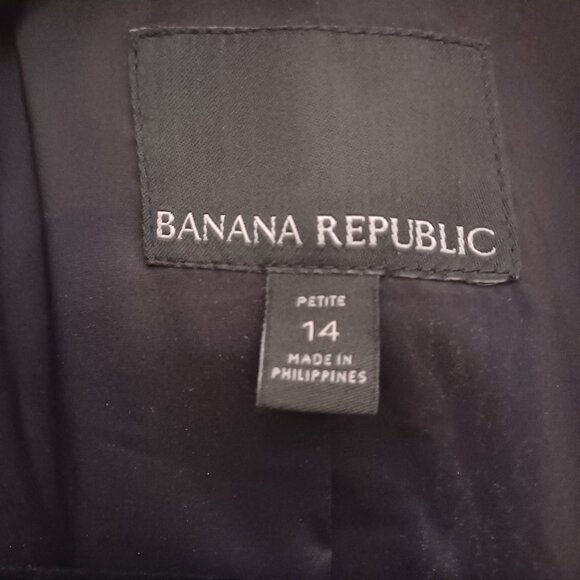 BANANA REPUBLIC
PETITE
14
MADE IN
PHILIPPINES